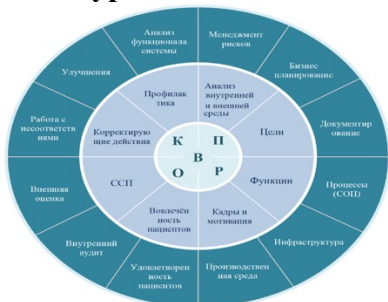 Анализ
функционала
системы
Менеджмент
рисков
Бизнес
планирование
Документир
ование
Процессы
(СОП)
Инфраструктура
Производствен
ная среда
Удовлетворен
ность
пациентов
Внутренний
аудит
Внешняя
оценка
Работа с
несоответств
иями
Улучшения
Профилак
тика
Анализ
внутренней
и внешней
среды
Цели
Функции
Кадры и
мотивация
Вовлечён
ность
пациентов
ССП
Корректирую
щие действия
К П
В
О Р